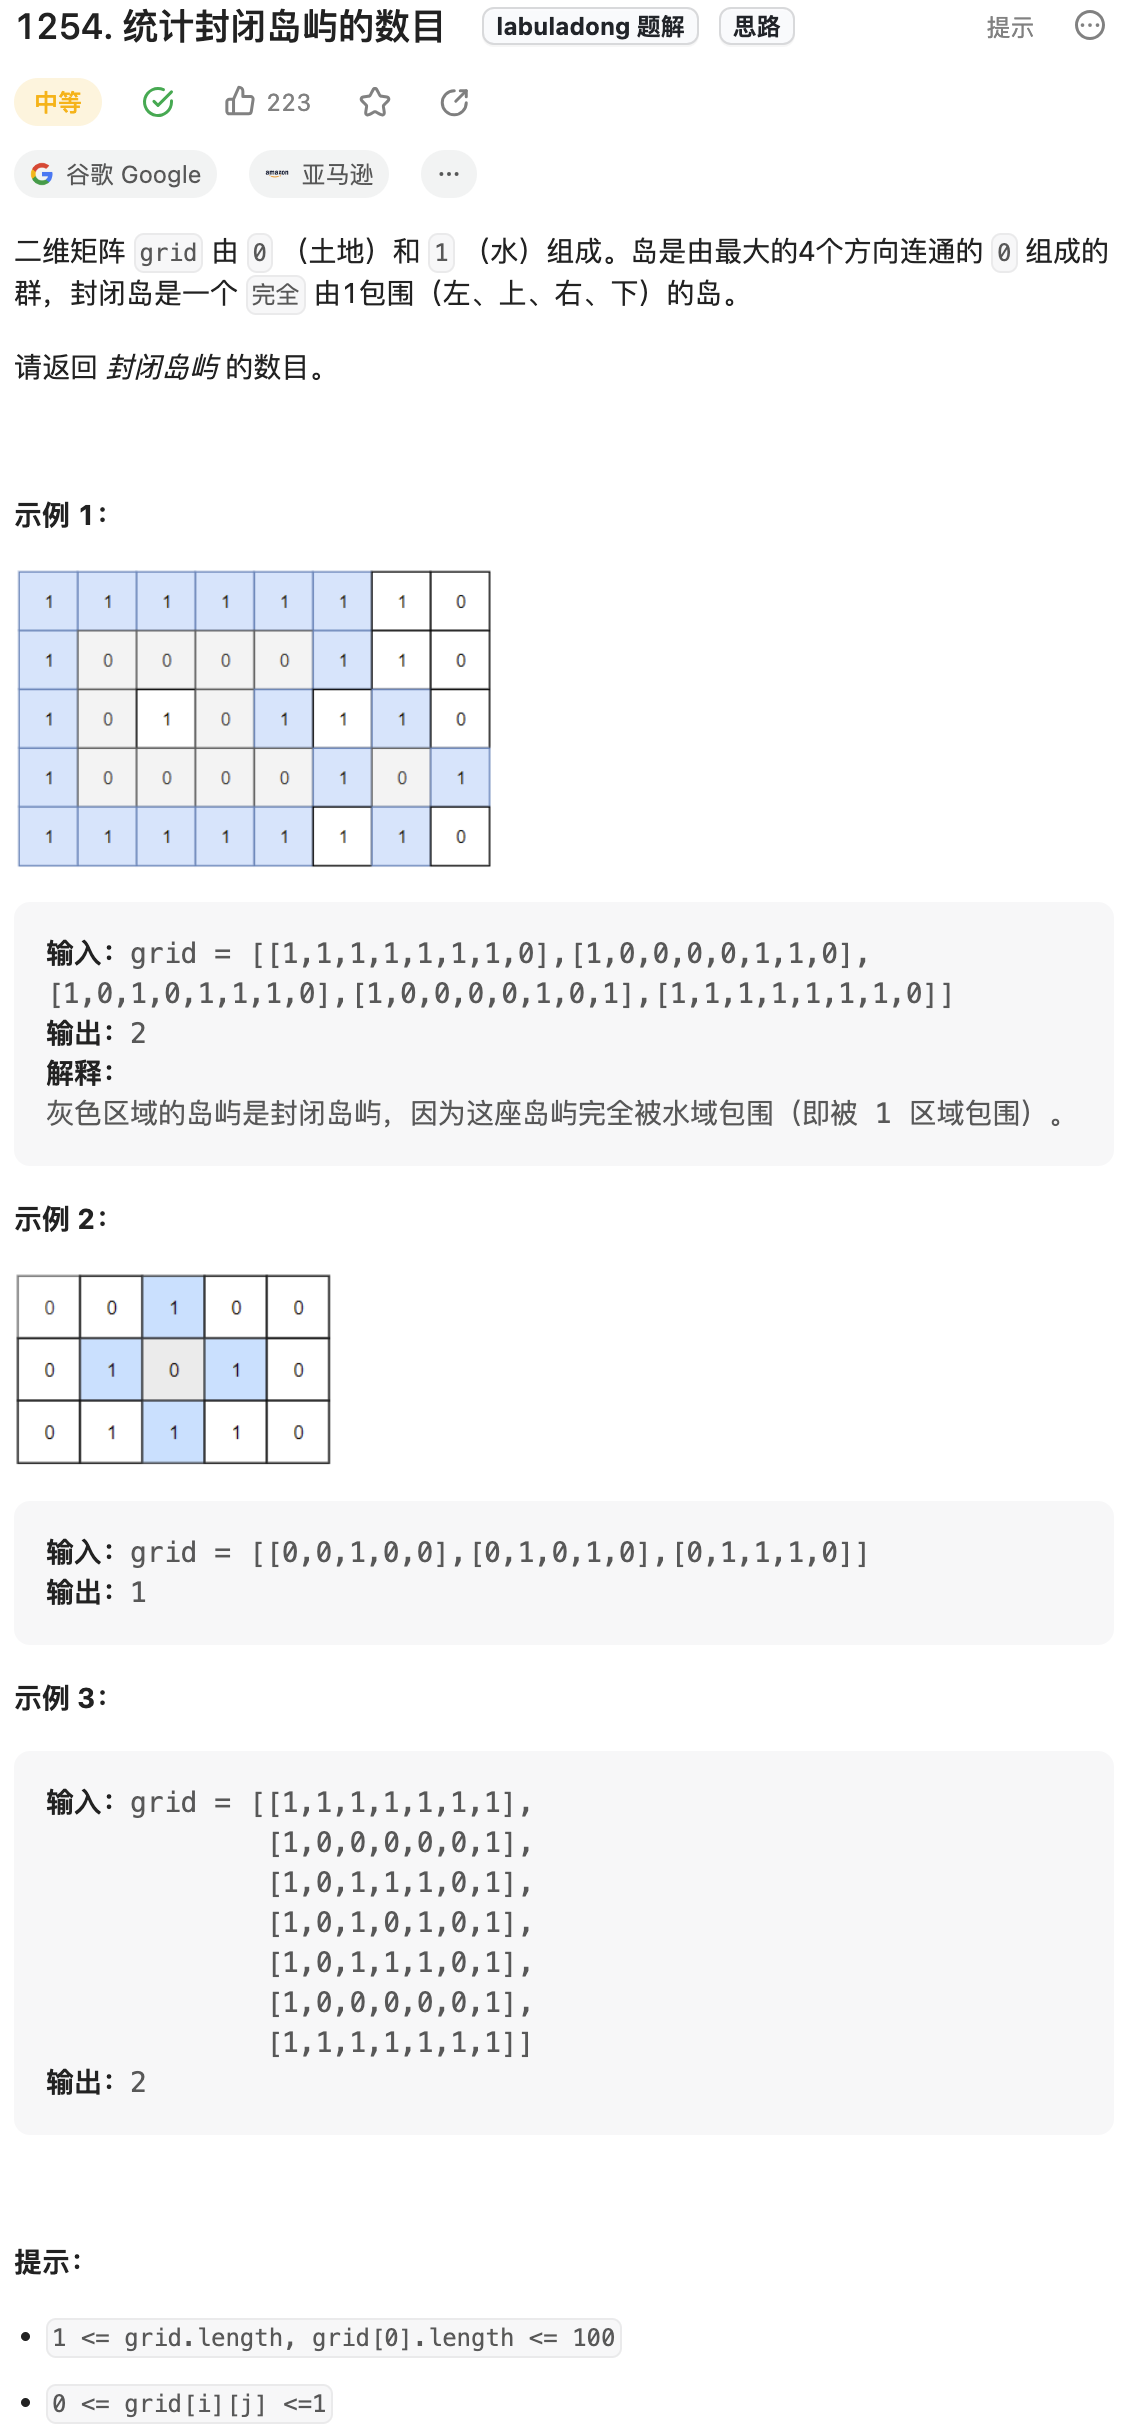 1254. 统计封闭岛屿的数目 labuladong 题解 思路 提示
中等 223
谷歌 Google amazon 亚马逊 ...
二维矩阵 grid 由 0 （土地）和 1 （水）组成。岛是由最大的4个方向连通的 0 组成的
群，封闭岛是一个 完全 由1包围（左、上、右、下）的岛。
请返回 封闭岛屿 的数目。
示例 1：
1 1 1 1 1 1 1 0
1 0 0 0 0 1 1 0
1 0 1 0 1 1 1 0
1 0 0 0 0 1 0 1
1 1 1 1 1 1 1 0
输入：grid = [[1,1,1,1,1,1,1,0],[1,0,0,0,0,1,1,0],
[1,0,1,0,1,1,1,0],[1,0,0,0,0,1,0,1],[1,1,1,1,1,1,1,0]]
输出：2
解释：
灰色区域的岛屿是封闭岛屿，因为这座岛屿完全被水域包围（即被 1 区域包围）。
示例 2：
0 0 1 0 0
0 1 0 1 0
0 1 1 1 0
输入：grid = [[0,0,1,0,0],[0,1,0,1,0],[0,1,1,1,0]]
输出：1
示例 3：
输入：grid = [[1,1,1,1,1,1,1],
[1,0,0,0,0,0,1],
[1,0,1,1,1,0,1],
[1,0,1,0,1,0,1],
[1,0,1,1,1,0,1],
[1,0,0,0,0,0,1],
[1,1,1,1,1,1,1]]
输出：2
提示：
1 <= grid.length, grid[0].length <= 100
0 <= grid[i][j] <=1